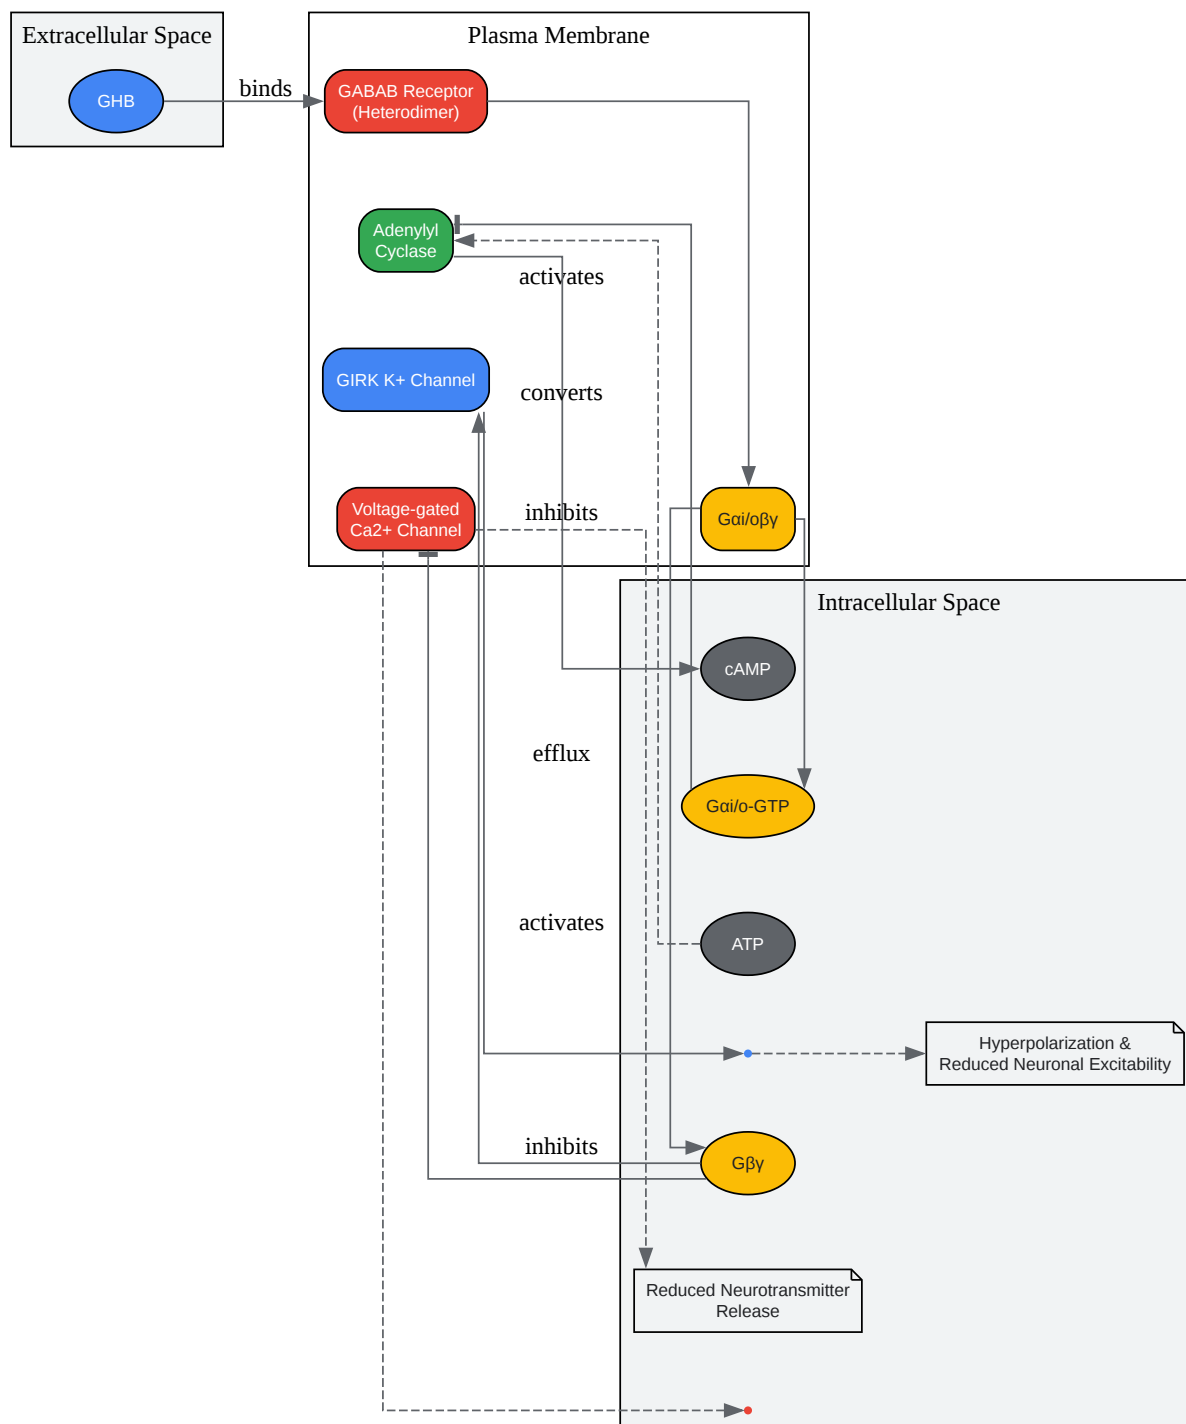 Extracellular Space
Plasma Membrane
GHB
binds
GABAB Receptor
(Heterodimer)
Adenylyl
Cyclase
activates
GIRK K+ Channel
converts
Voltage-gated
Ca2+ Channel
inhibits
Gαi/oβγ
Intracellular Space
cAMP
efflux
Gαi/o-GTP
activates
ATP
Hyperpolarization &
Reduced Neuronal Excitability
inhibits
Gβγ
Reduced Neurotransmitter
Release